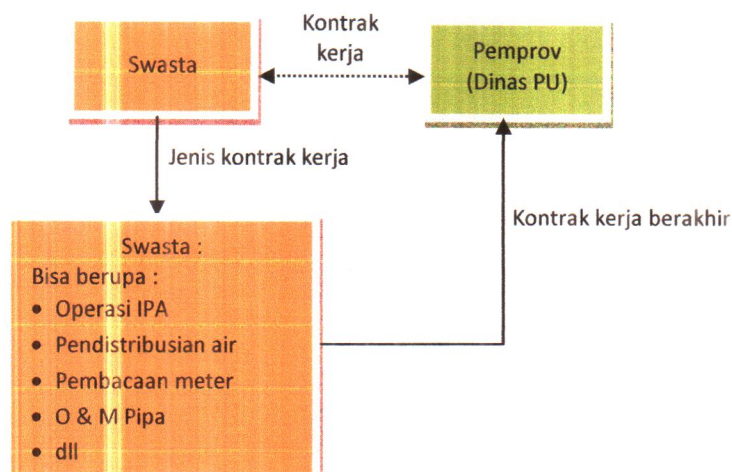 Kontrak
kerja
Swasta
Pemprov
(Dinas PU)
Jenis kontrak kerja
Kontrak kerja berakhir
Swasta :
Bisa berupa :
• Operasi IPA
• Pendistribusian air
• Pembacaan meter
• O & M Pipa
• dll